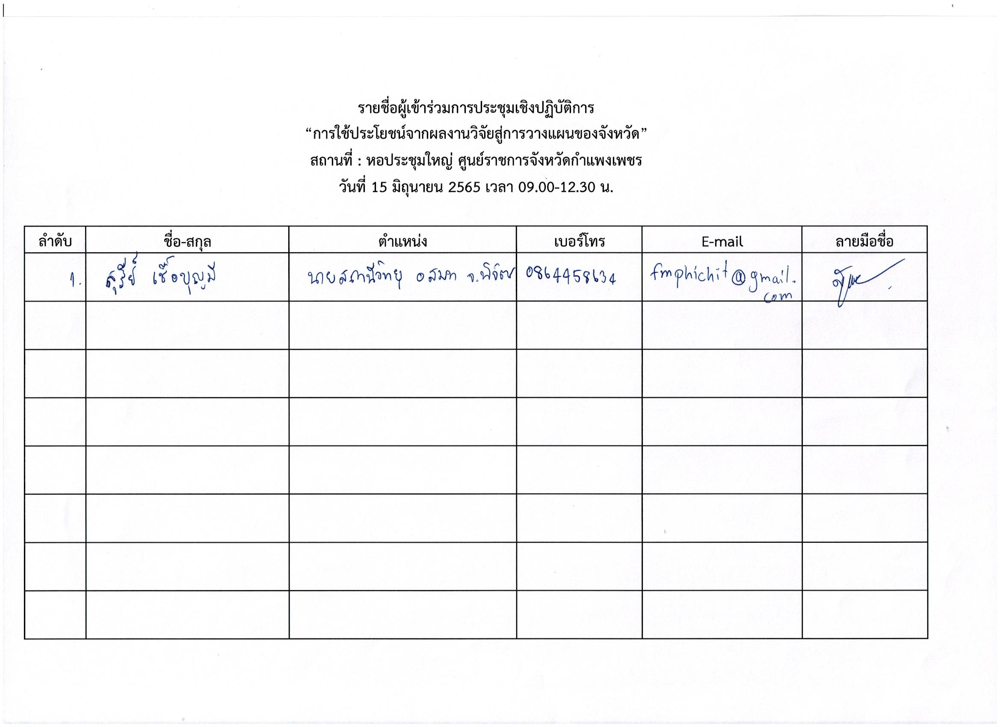 รายชื่อผู้เข้าร่วมการประชุมเชิงปฏิบัติการ
“การใช้ประโยชน์จากผลงานวิจัยสู่การวางแผนของจังหวัด”
สถานที่ : หอประชุมใหญ่ ศูนย์ราชการจังหวัดกำแพงเพชร
วันที่ 15 มิถุนายน 2565 เวลา 09.00-12.30 น.
ลำดับ ชื่อ-สกุล ตำแหน่ง เบอร์โทร E-mail ลายมือชื่อ
1. สุรีย์ เชื้อบุญมี นายสถานีวิทยุ อสมท จ.พิจิตร 0864458634 fmphichit@gmail.
com